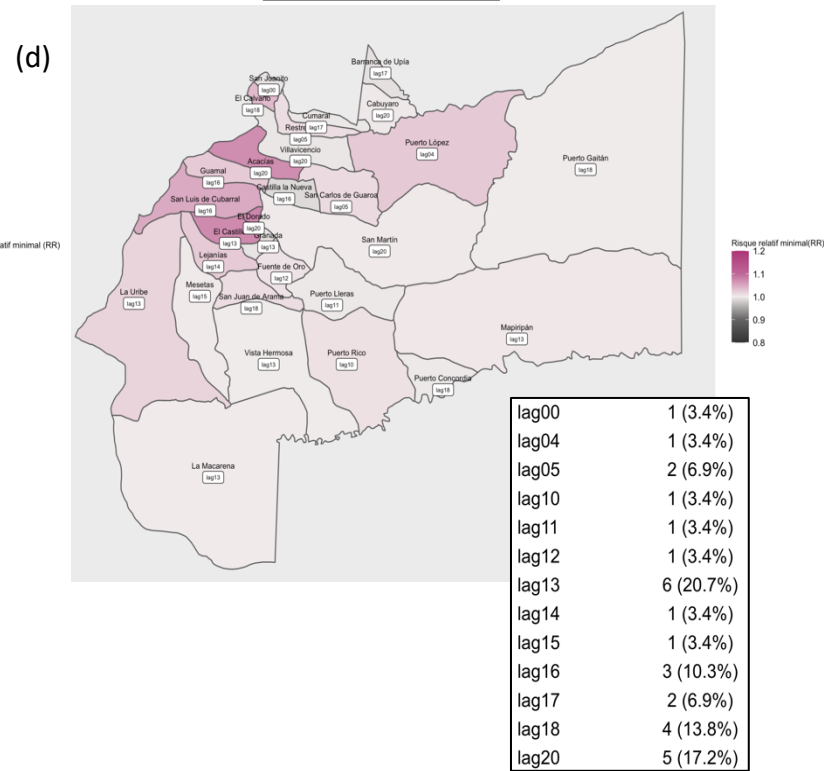 (d)
Barranca de Upía
lag17
San Juanito
lag00
El Calvario
lag18
Cabuyaro
lag20
Cumaral
lag17
Restre
lag05
Villavicencio
lag20
Puerto López
lag04
Puerto Gaitán
lag18
Acacías
lag20
Guamal
lag16
Castilla la Nueva
lag16
San Carlos de Guaroa
lag05
San Luis de Cubarral
lag16
El Dorado
lag20
El Castill
lag13
Granada
lag13
San Martín
lag20
atif minimal (RR)
Risque relatif minimal(RR)
1.2
1.1
1.0
0.9
0.8
Lejanías
lag14
Fuente de Oro
lag12
La Uribe
lag13
Mesetas
lag15
San Juan de Arama
lag18
Puerto Lleras
lag11
Mapiripán
lag13
Vista Hermosa
lag13
Puerto Rico
lag10
Puerto Concordia
lag18
La Macarena
lag13
lag00 1 (3.4%)
lag04 1 (3.4%)
lag05 2 (6.9%)
lag10 1 (3.4%)
lag11 1 (3.4%)
lag12 1 (3.4%)
lag13 6 (20.7%)
lag14 1 (3.4%)
lag15 1 (3.4%)
lag16 3 (10.3%)
lag17 2 (6.9%)
lag18 4 (13.8%)
lag20 5 (17.2%)